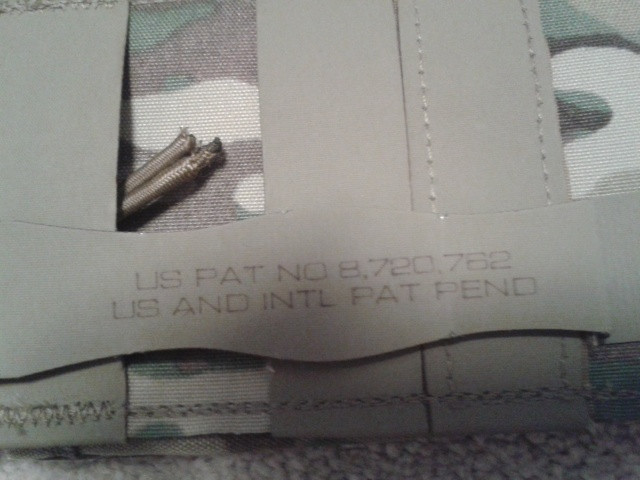 US PAT NO 8,720,762
US AND INTL PAT PEND